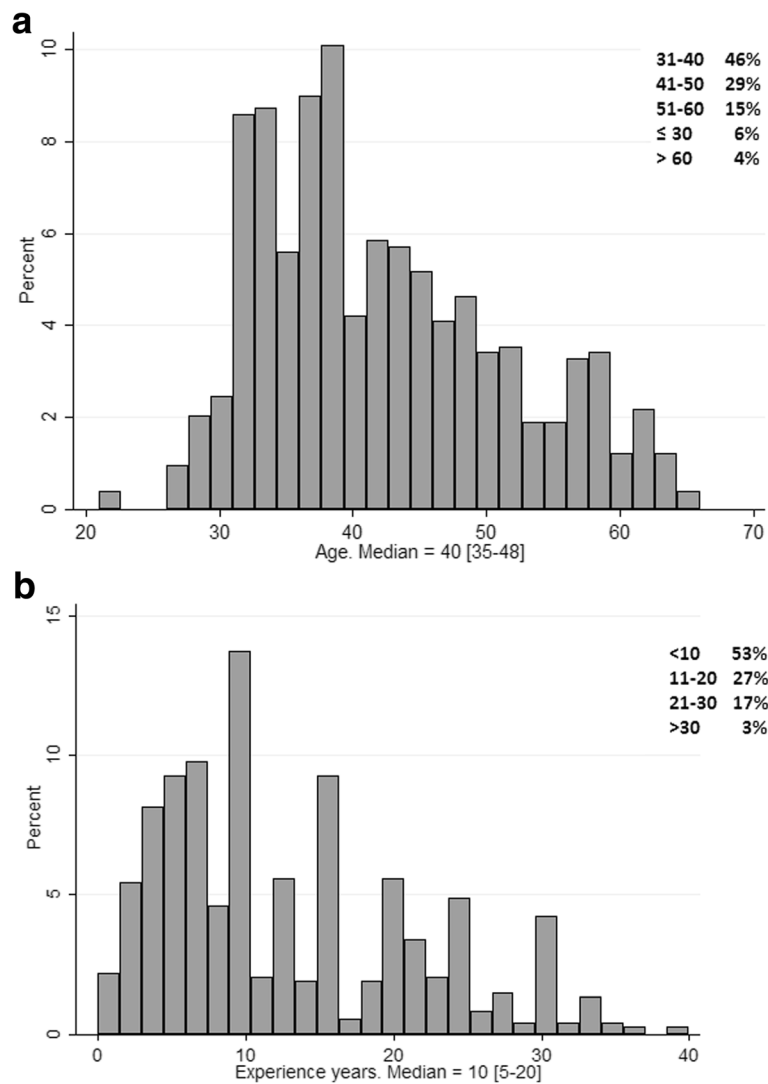 a
10
8
6
4
2
0
Percent
31-40 46%
41-50 29%
51-60 15%
≤ 30 6%
> 60 4%
20 30 40 50 60 70
Age. Median = 40 [35-48]
b
15
10
5
0
Percent
<10 53%
11-20 27%
21-30 17%
>30 3%
0 10 20 30 40
Experience years. Median = 10 [5-20]